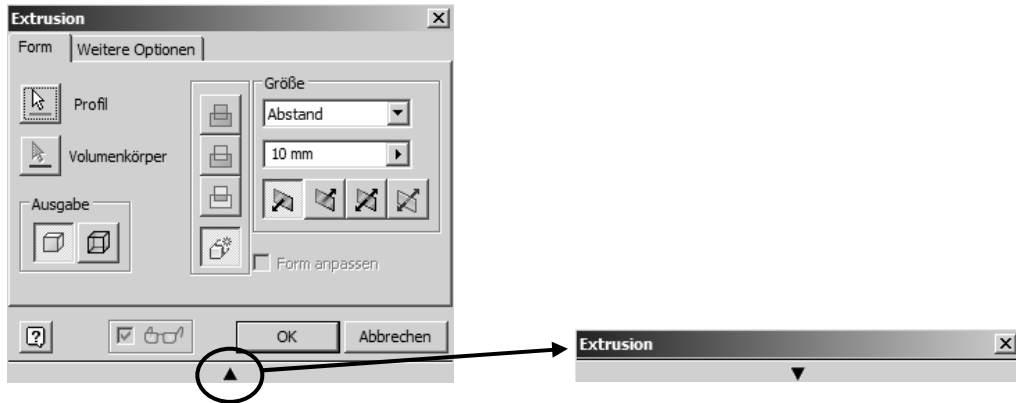 Extrusion
Form
Weitere Optionen
Profil
Volumenkörper
Ausgabe
Größe
Abstand
10 mm
Form anpassen
OK
Abbrechen
Extrusion